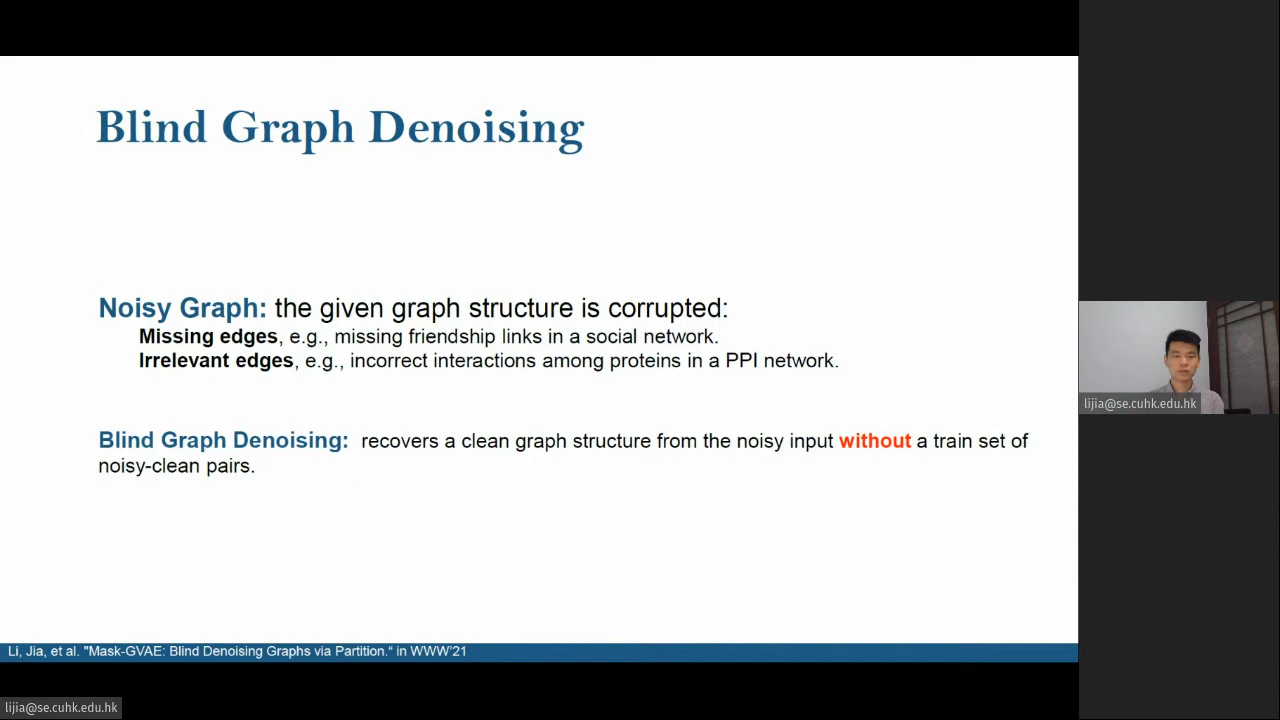 Blind Graph Denoising
Noisy Graph: the given graph structure is corrupted:
Missing edges, e.g., missing friendship links in a social network.
Irrelevant edges, e.g., incorrect interactions among proteins in a PPI network.
Blind Graph Denoising: recovers a clean graph structure from the noisy input without a train set of
noisy-clean pairs.
Li, Jia, et al. "Mask-GVAE: Blind Denoising Graphs via Partition." in WWW'21
lijia@se.cuhk.edu.hk
lijia@se.cuhk.edu.hk